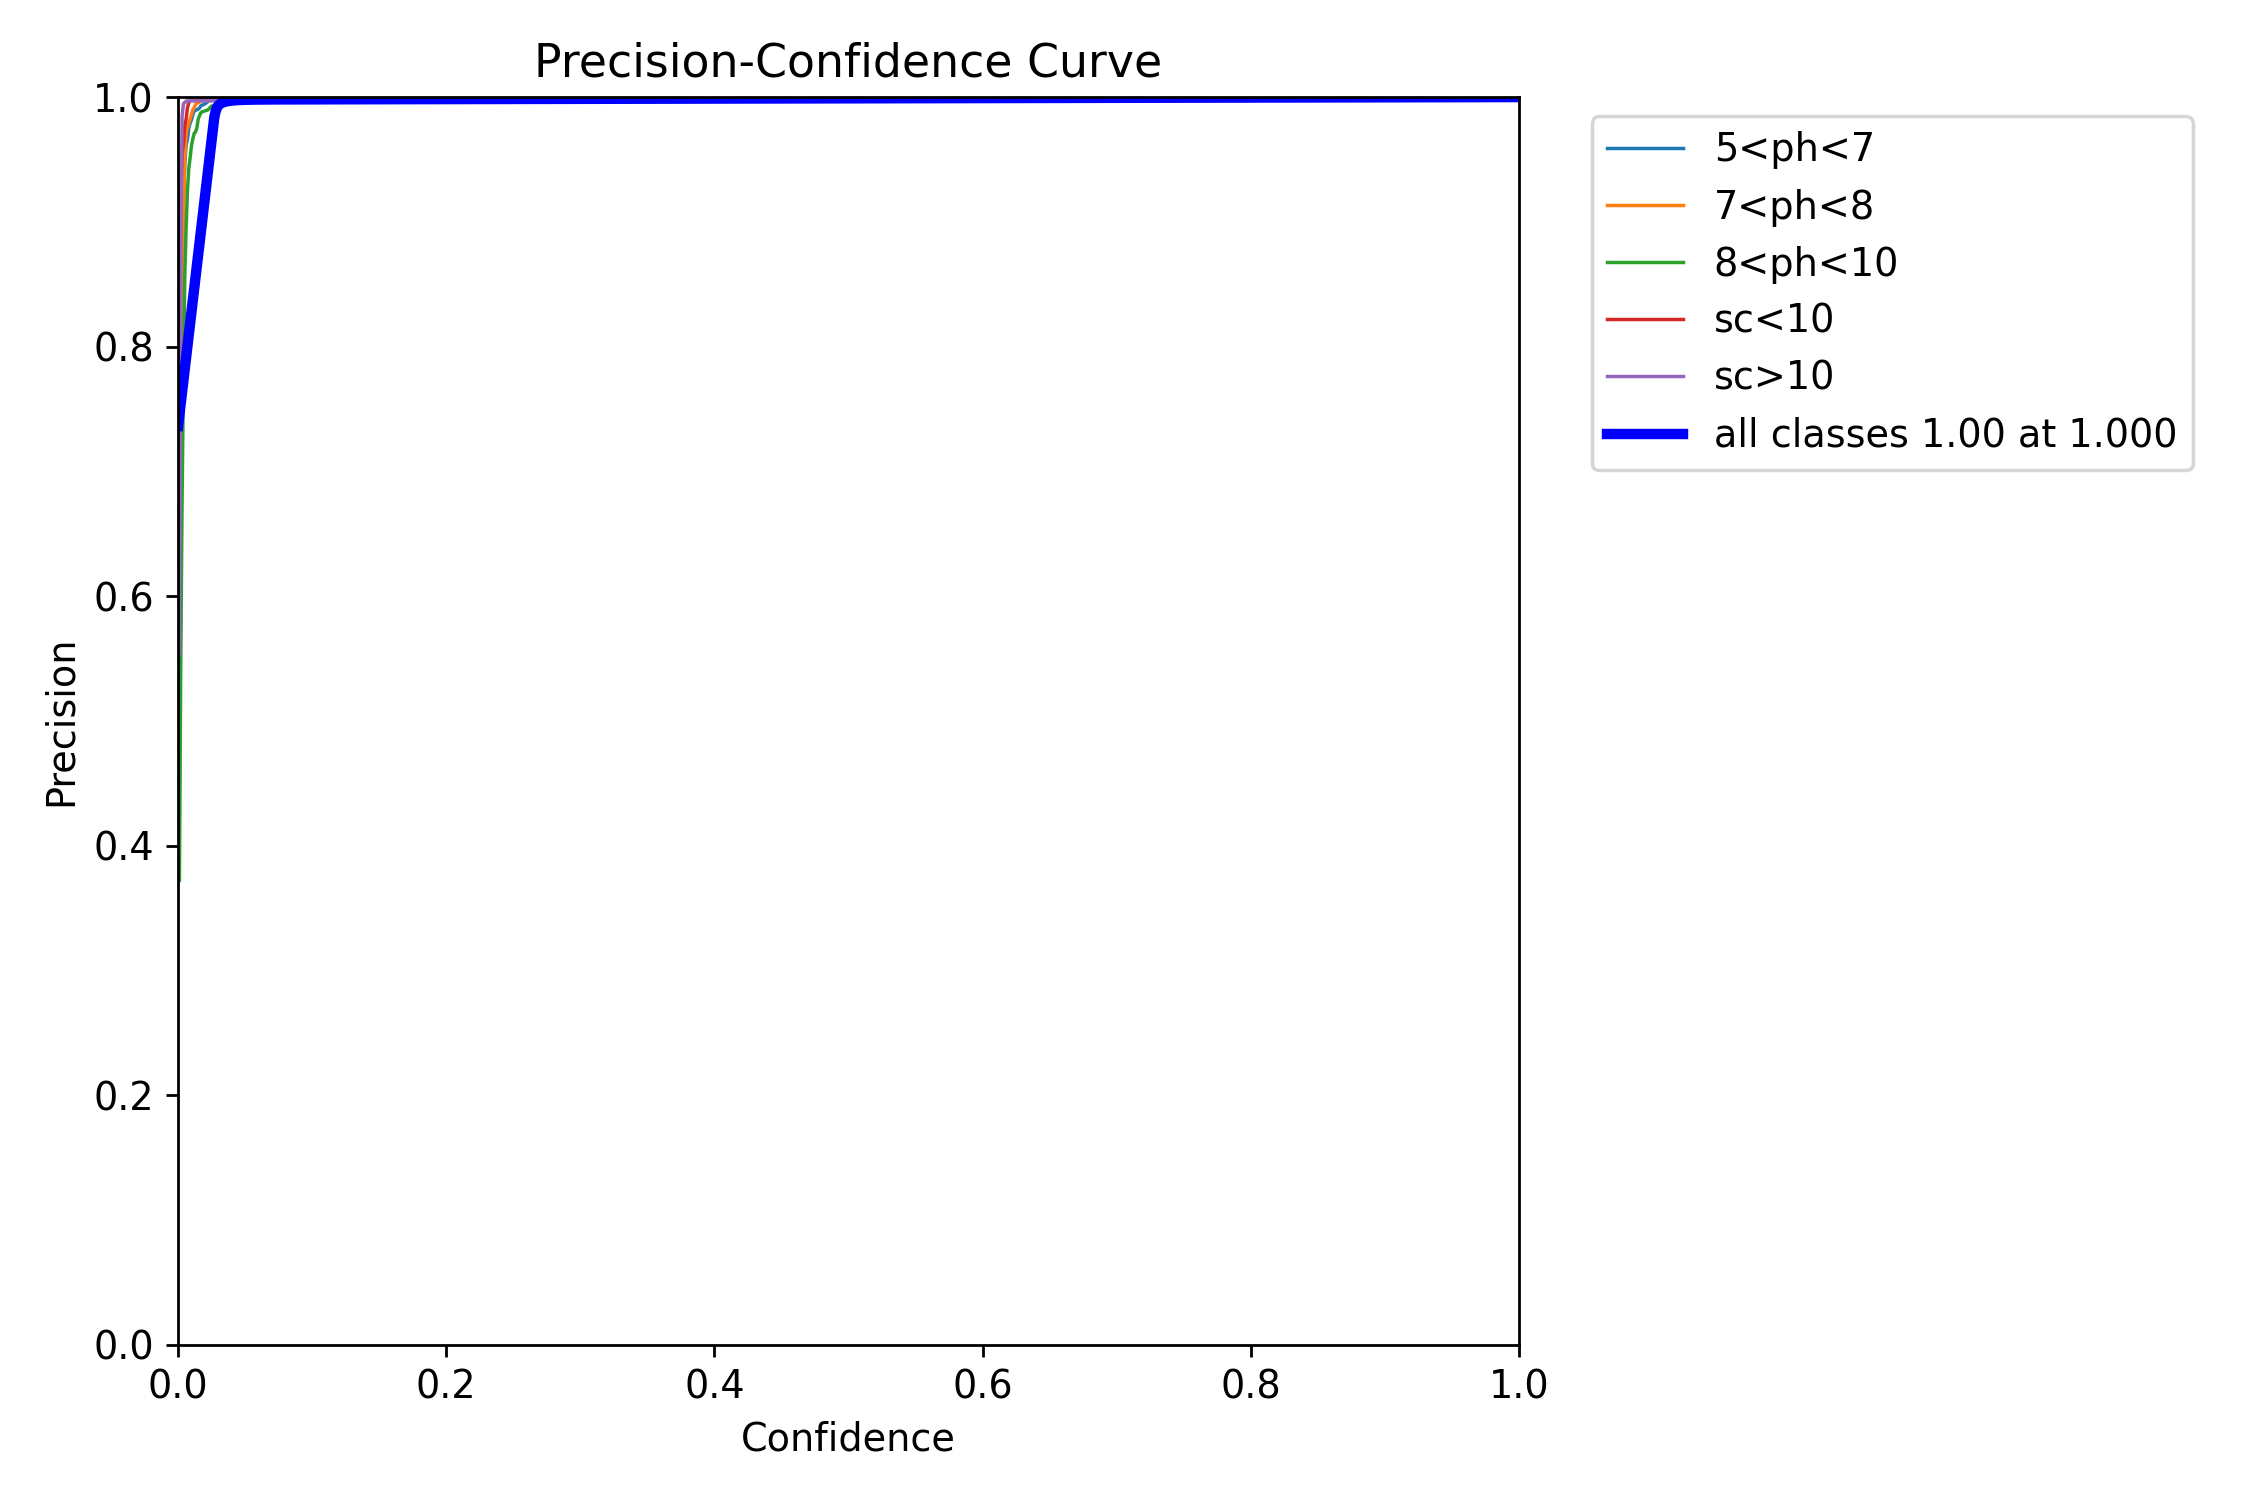 Precision-Confidence Curve
1.0
0.8
0.6
0.4
0.2
0.0
Precision
0.0 0.2 0.4 0.6 0.8 1.0
Confidence
5<ph<7
7<ph<8
8<ph<10
sc<10
sc>10
all classes 1.00 at 1.000